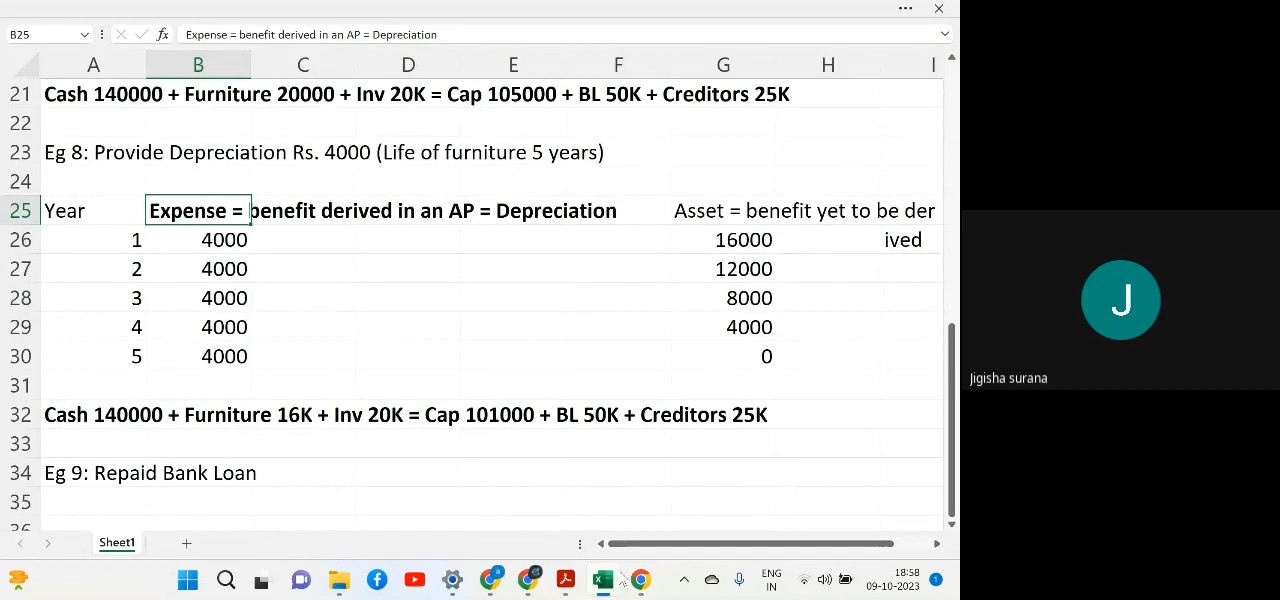 B25
fx
Expense = benefit derived in an AP = Depreciation
A B C D E F G H I
21 Cash 140000 + Furniture 20000 + Inv 20K = Cap 105000 + BL 50K + Creditors 25K
22
23 Eg 8: Provide Depreciation Rs. 4000 (Life of furniture 5 years)
24
25 Year Expense = benefit derived in an AP = Depreciation Asset = benefit yet to be der
26 1 4000 16000 ived
27 2 4000 12000
28 3 4000 8000
29 4 4000 4000
30 5 4000 0
31
32 Cash 140000 + Furniture 16K + Inv 20K = Cap 101000 + BL 50K + Creditors 25K
33
34 Eg 9: Repaid Bank Loan
35
36
Sheet1
J
Jigisha surana
ENG
IN
18:58
09-10-2023
1